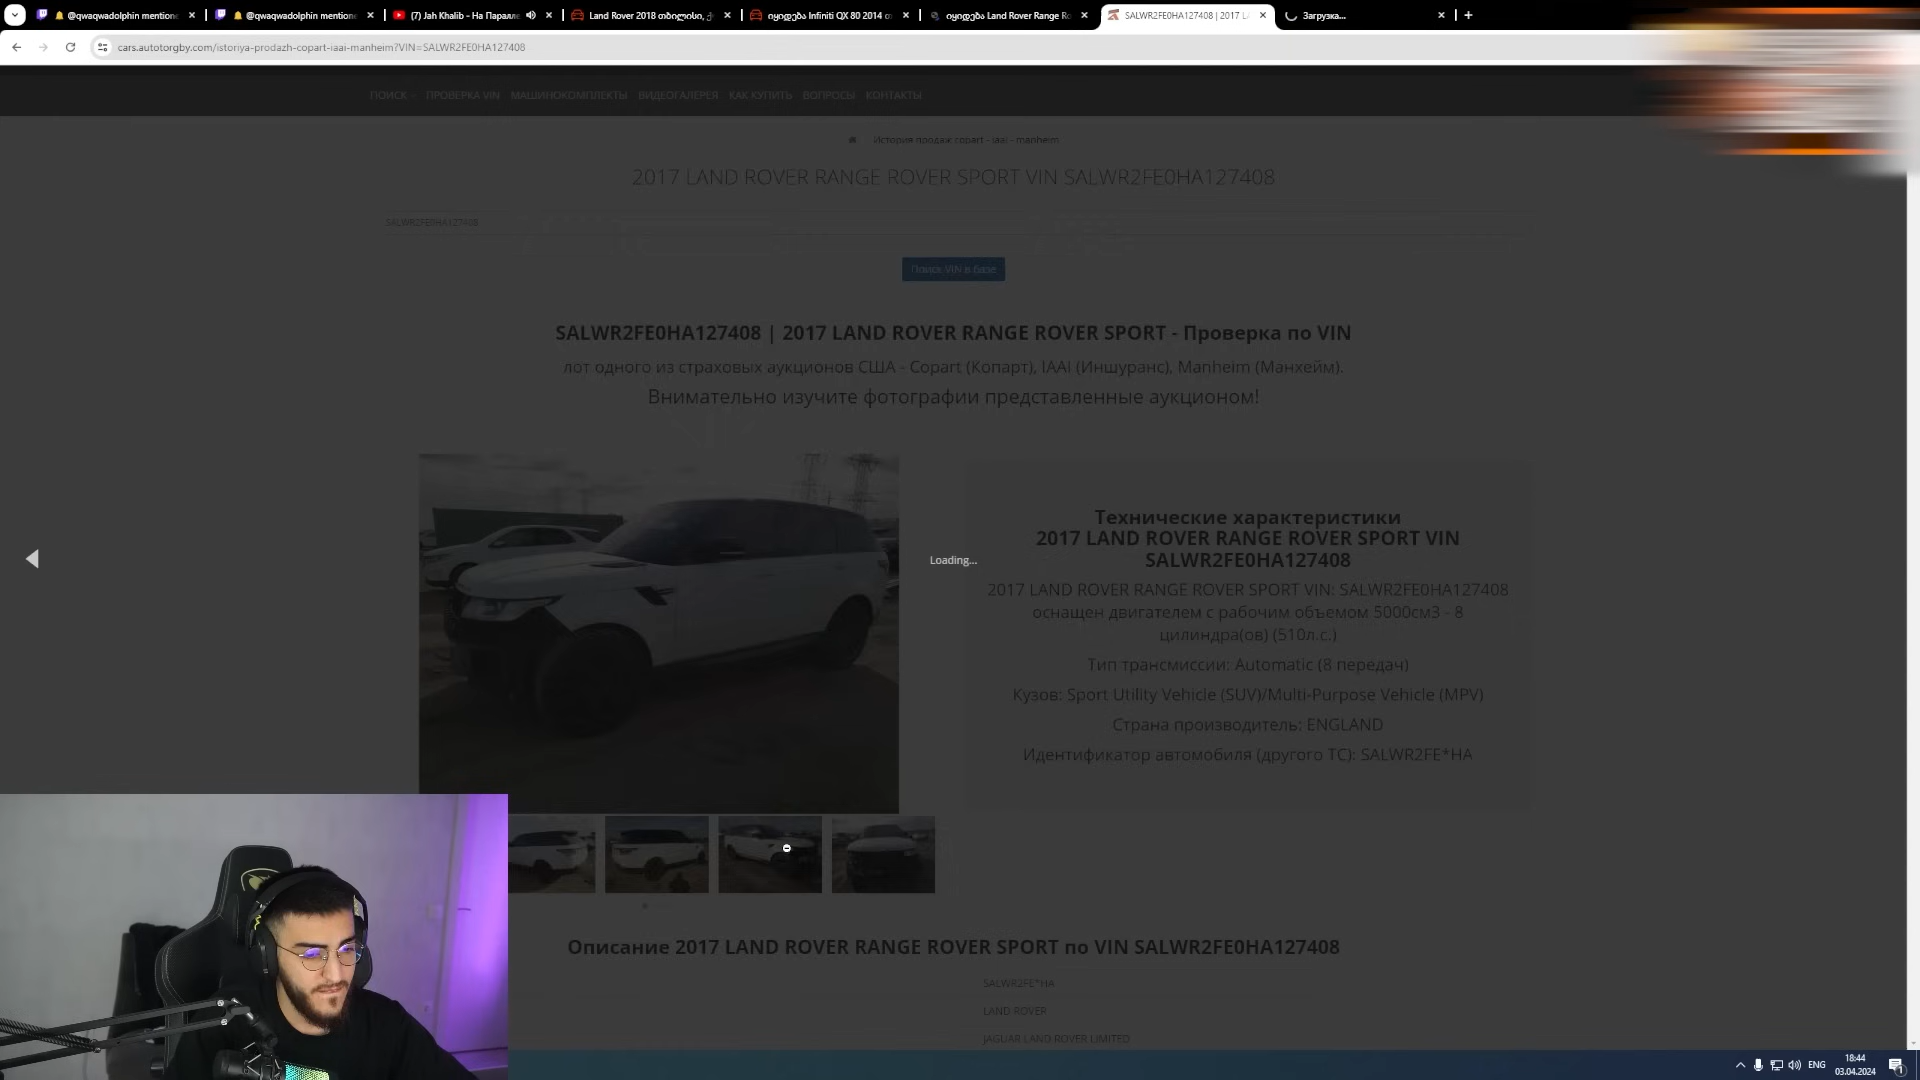 @qwaqwadolphin mentione
@qwaqwadolphin mentione
(7) Jah Khalib - На Паралле
Land Rover 2018 თბილისი, ქ
იყიდება Infiniti QX 80 2014 თ
იყიდება Land Rover Range Ro
SALWR2FE0HA127408 | 2017 L
Загрузка...
cars.autotorgby.com/istoriya-prodazh-copart-iaai-manheim?VIN=SALWR2FE0HA127408
ПОИСК ПРОВЕРКА VIN МАШИНОКОМПЛЕКТЫ ВИДЕОГАЛЕРЕЯ КАК КУПИТЬ ВОПРОСЫ КОНТАКТЫ
История продаж copart - iaai - manheim
2017 LAND ROVER RANGE ROVER SPORT VIN SALWR2FE0HA127408
SALWR2FE0HA127408
Поиск VIN в базе
SALWR2FE0HA127408 | 2017 LAND ROVER RANGE ROVER SPORT - Проверка по VIN
лот одного из страховых аукционов США - Copart (Копарт), IAAI (Иншуранс), Manheim (Манхейм).
Внимательно изучите фотографии представленные аукционом!
Loading...
Технические характеристики
2017 LAND ROVER RANGE ROVER SPORT VIN
SALWR2FE0HA127408
2017 LAND ROVER RANGE ROVER SPORT VIN: SALWR2FE0HA127408
оснащен двигателем с рабочим объемом 5000см3 - 8
цилиндра(ов) (510л.с.)
Тип трансмиссии: Automatic (8 передач)
Кузов: Sport Utility Vehicle (SUV)/Multi-Purpose Vehicle (MPV)
Страна производитель: ENGLAND
Идентификатор автомобиля (другого ТС): SALWR2FE*HA
Описание 2017 LAND ROVER RANGE ROVER SPORT по VIN SALWR2FE0HA127408
SALWR2FE*HA
LAND ROVER
JAGUAR LAND ROVER LIMITED
ENG
18:44
03.04.2024
1